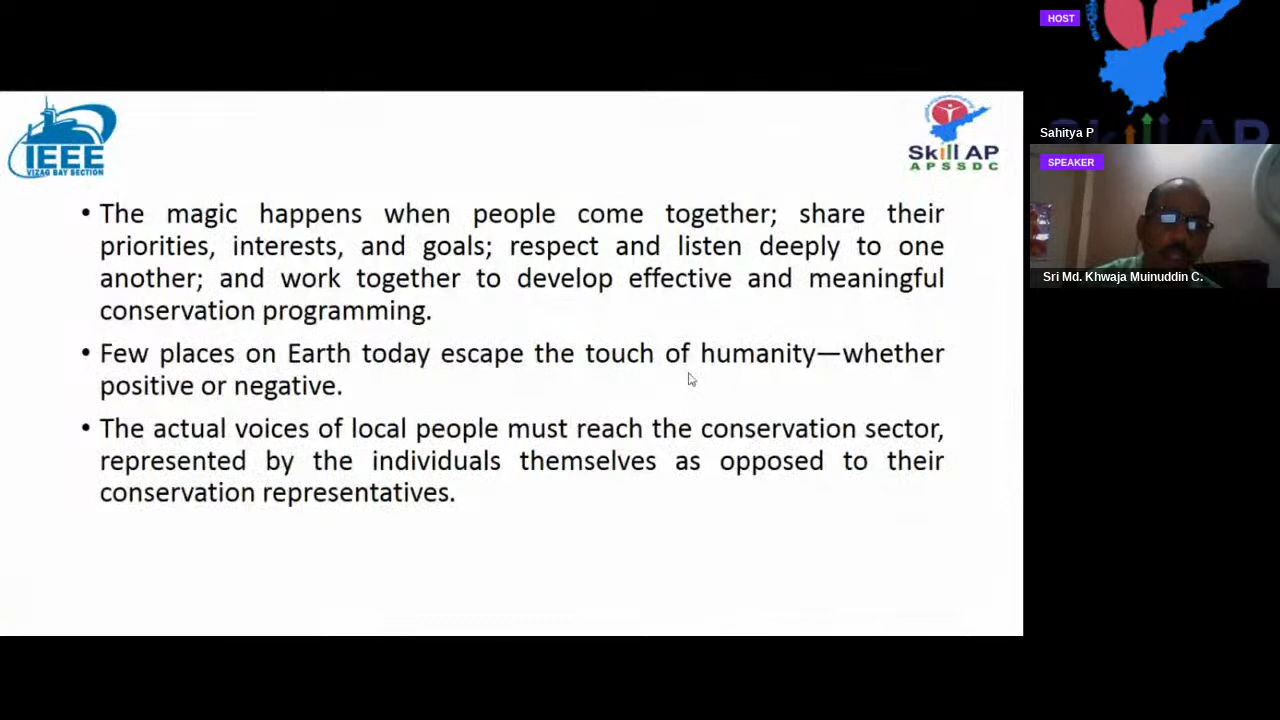 IEEE
VIZAG BAY SECTION
Skill AP
APSSDC
• The magic happens when people come together; share their
priorities, interests, and goals; respect and listen deeply to one
another; and work together to develop effective and meaningful
conservation programming.
• Few places on Earth today escape the touch of humanity—whether
positive or negative.
• The actual voices of local people must reach the conservation sector,
represented by the individuals themselves as opposed to their
conservation representatives.
HOST
Skill AP
Sahitya P
SPEAKER
Sri Md. Khwaja Muinuddin C.